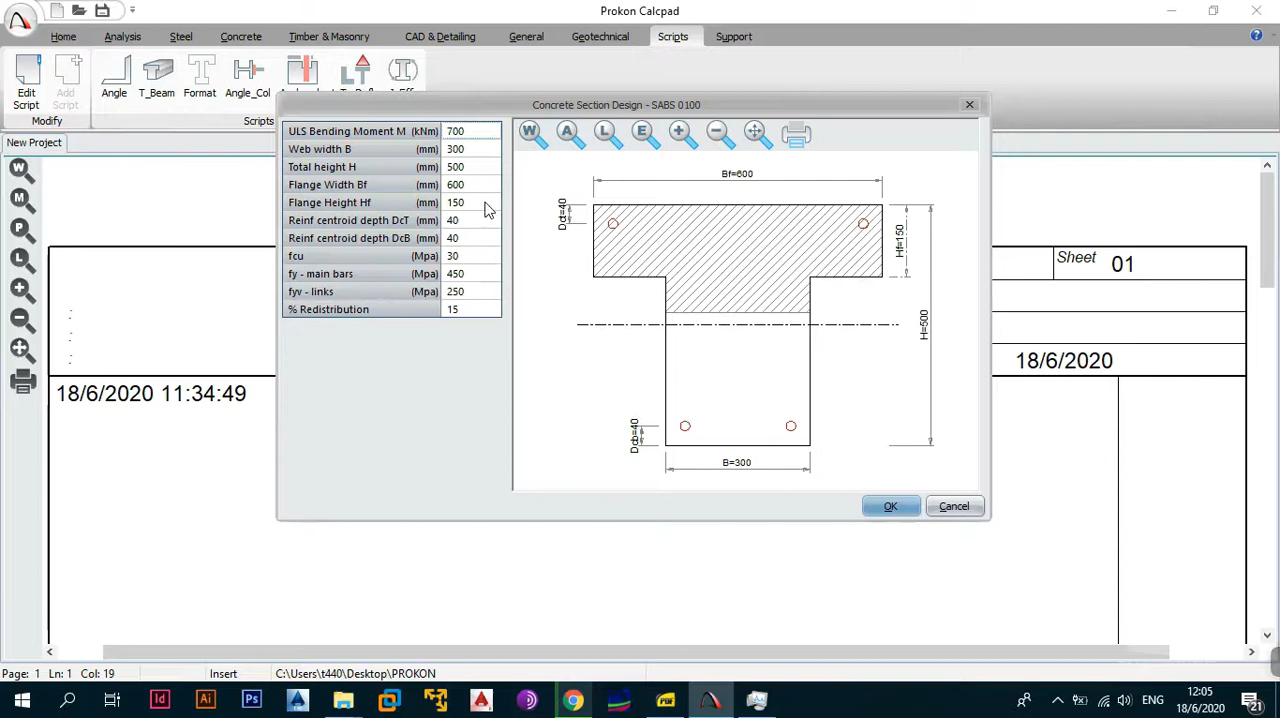 Prokon Calcpad
Home Analysis Steel Concrete Timber & Masonry CAD & Detailing General Geotechnical Scripts Support
Edit Script
Add Script
Angle
T_Beam
Format
Angle_Col
Modify
Scripts
New Project
Concrete Section Design - SABS 0100
ULS Bending Moment M (kNm) 700
Web width B (mm) 300
Total height H (mm) 500
Flange Width Bf (mm) 600
Flange Height Hf (mm) 150
Reinf centroid depth DcT (mm) 40
Reinf centroid depth DcB (mm) 40
fcu (Mpa) 30
fy - main bars (Mpa) 450
fyv - links (Mpa) 250
% Redistribution 15
W A L E
Bf=600
Dct=40
Hf=150
H=500
Dcb=40
B=300
OK Cancel
W
M
P
L
Sheet 01
18/6/2020
:
:
:
18/6/2020 11:34:49
Page: 1 Ln: 1 Col: 19 Insert C:\Users\t440\Desktop\PROKON
Id Ai Ps
ENG
12:05
18/6/2020
21